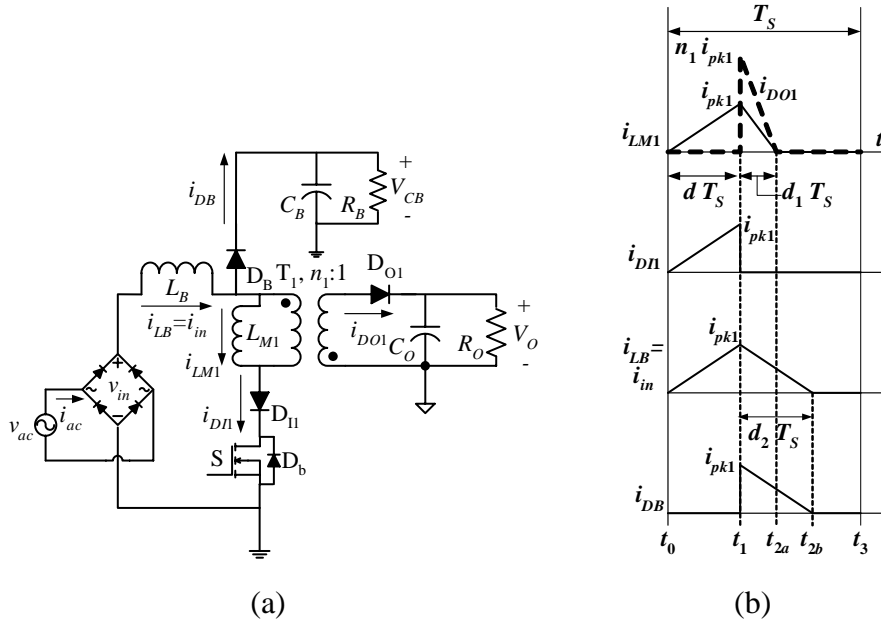 T_S
n_1 i_pk1
i_pk1
i_DO1
i_LM1
t
d T_S
d_1 T_S
i_DI1
i_pk1
i_LB=
i_in
i_pk1
d_2 T_S
i_DB
i_pk1
t_0
t_1
t_2a
t_2b
t_3
i_DB
C_B
R_B
+
V_CB
-
D_B
T_1, n_1:1
D_O1
L_B
i_LB=i_in
L_M1
i_LM1
i_DO1
C_O
R_O
+
V_O
-
+
v_in
~
~
−
i_ac
v_ac
i_DI1
D_I1
S
D_b
(a)
(b)